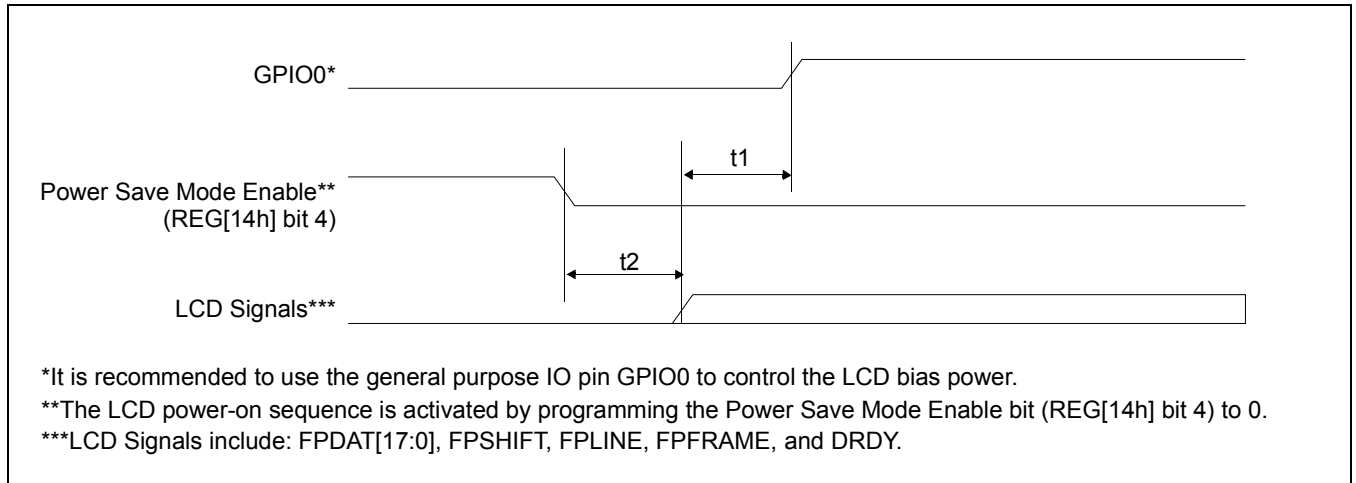 GPIO0*
t1
Power Save Mode Enable**
(REG[14h] bit 4)
t2
LCD Signals***
*It is recommended to use the general purpose IO pin GPIO0 to control the LCD bias power.
**The LCD power-on sequence is activated by programming the Power Save Mode Enable bit (REG[14h] bit 4) to 0.
***LCD Signals include: FPDAT[17:0], FPSHIFT, FPLINE, FPFRAME, and DRDY.